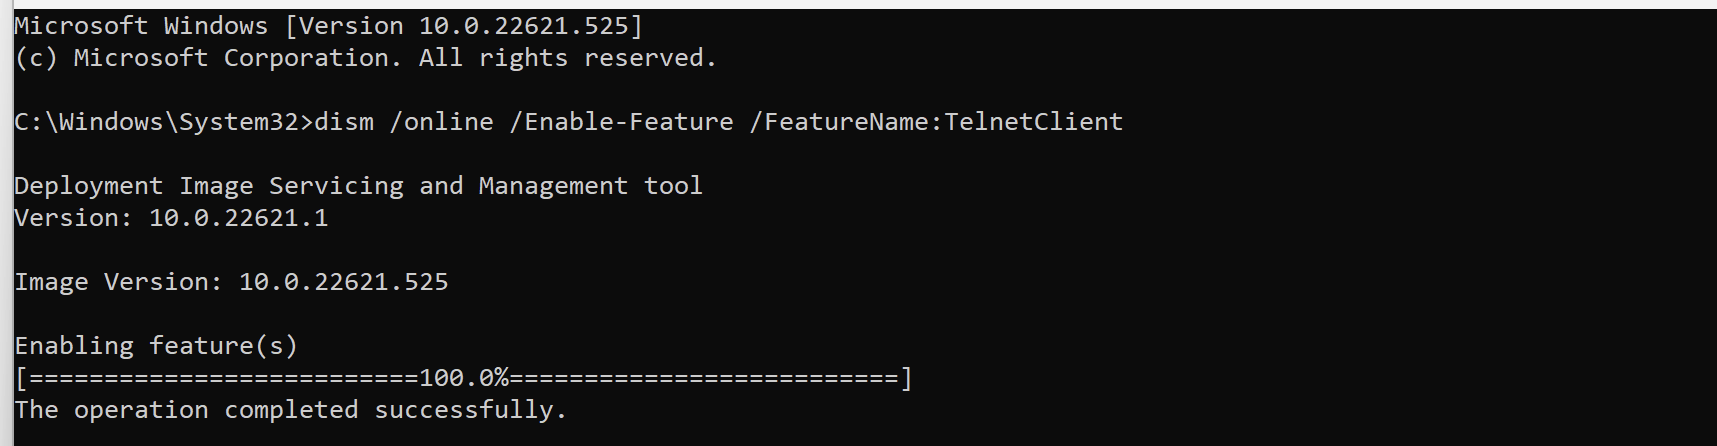 Microsoft Windows [Version 10.0.22621.525]
(c) Microsoft Corporation. All rights reserved.
C:\Windows\System32>dism /online /Enable-Feature /FeatureName:TelnetClient
Deployment Image Servicing and Management tool
Version: 10.0.22621.1
Image Version: 10.0.22621.525
Enabling feature(s)
[==========================100.0%==========================]
The operation completed successfully.